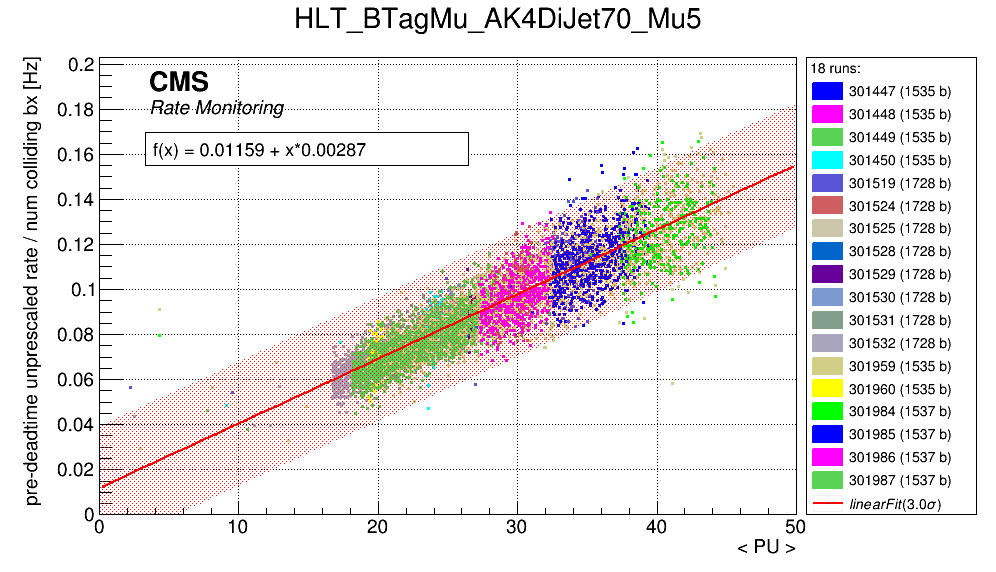 HLT_BTagMu_AK4DiJet70_Mu5
pre-deadtime unprescaled rate / num colliding bx [Hz]
0.2
0.18
0.16
0.14
0.12
0.1
0.08
0.06
0.04
0.02
0
CMS
Rate Monitoring
f(x) = 0.01159 + x*0.00287
0 10 20 30 40 50
< PU >
18 runs:
301447 (1535 b)
301448 (1535 b)
301449 (1535 b)
301450 (1535 b)
301519 (1728 b)
301524 (1728 b)
301525 (1728 b)
301528 (1728 b)
301529 (1728 b)
301530 (1728 b)
301531 (1728 b)
301532 (1728 b)
301959 (1535 b)
301960 (1535 b)
301984 (1537 b)
301985 (1537 b)
301986 (1537 b)
301987 (1537 b)
linearFit(3.0σ)